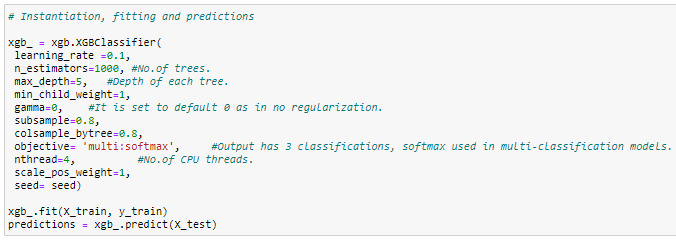 # Instantiation, fitting and predictions
xgb_ = xgb.XGBClassifier(
learning_rate =0.1,
n_estimators=1000, #No.of trees.
max_depth=5, #Depth of each tree.
min_child_weight=1,
gamma=0, #It is set to default 0 as in no regularization.
subsample=0.8,
colsample_bytree=0.8,
objective= 'multi:softmax', #Output has 3 classifications, softmax used in multi-classification models.
nthread=4, #No.of CPU threads.
scale_pos_weight=1,
seed= seed)
xgb_.fit(X_train, y_train)
predictions = xgb_.predict(X_test)